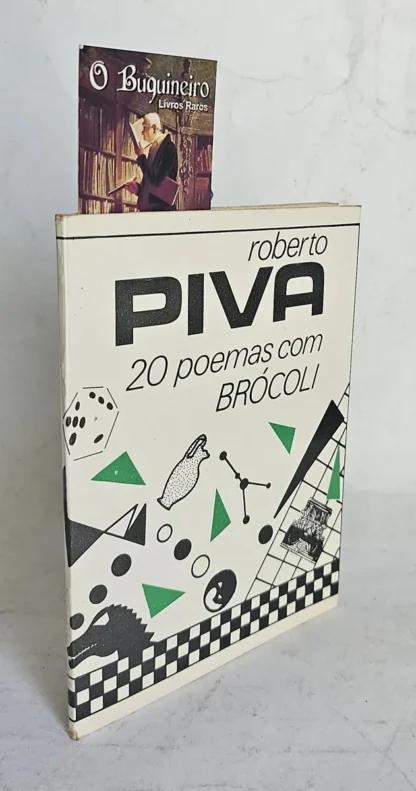 O Buquineiro
Livros Raros
roberto
PIVA
20 poemas com
BRÓCOLI